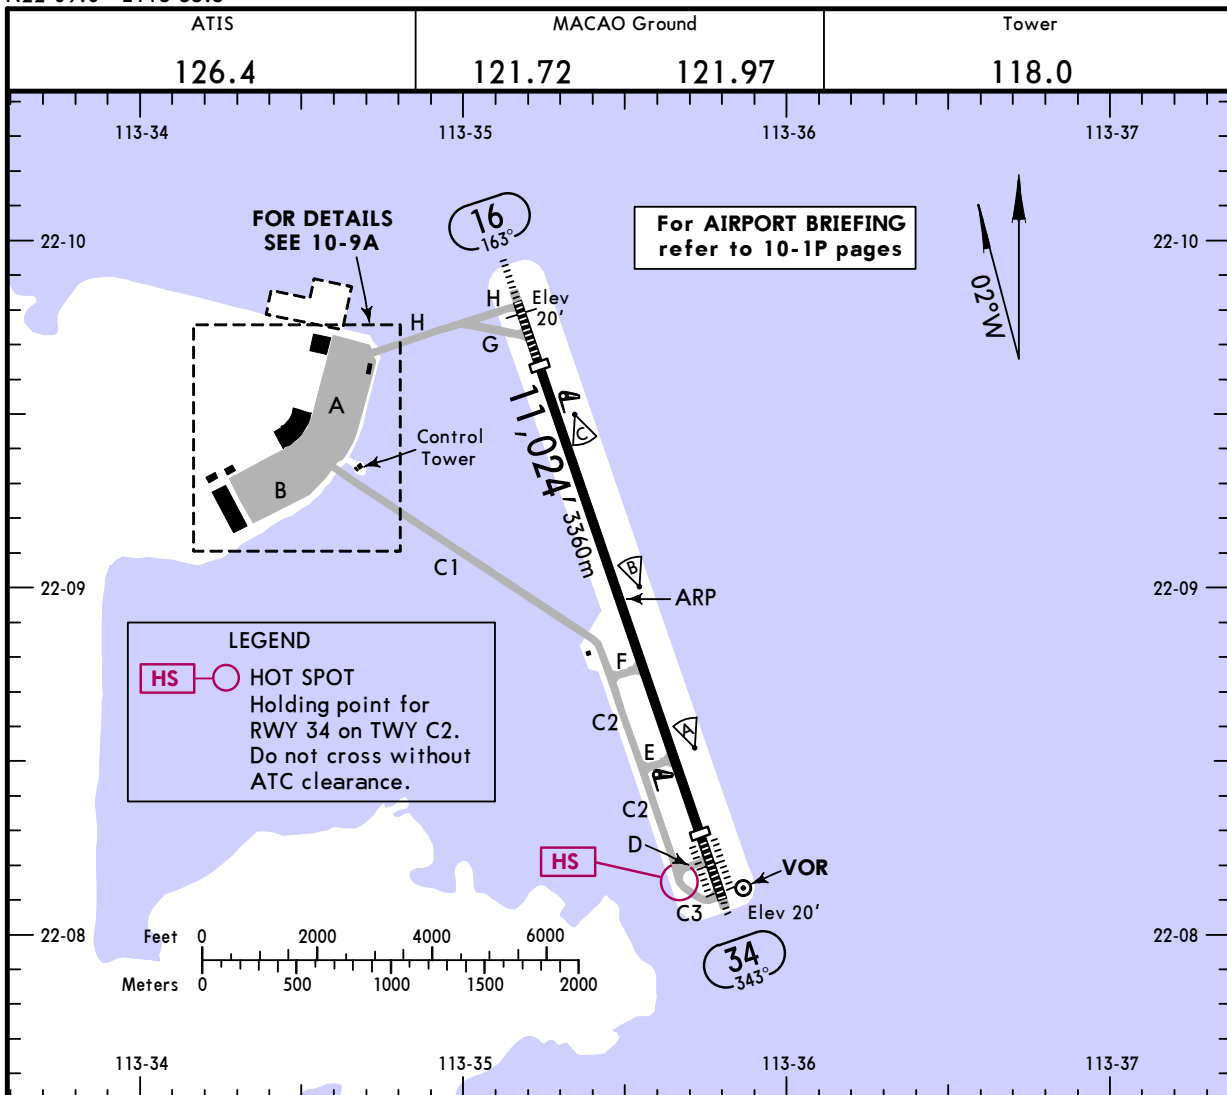 ATIS
MACAO Ground
Tower
126.4
121.72
121.97
118.0
113-34
113-35
113-36
113-37
FOR DETAILS
SEE 10-9A
16
163°
For AIRPORT BRIEFING
refer to 10-1P pages
22-10
22-10
02°W
H
Elev
20'
H
G
A
11,024' 3360m
C
Control
Tower
B
C1
B
22-09
22-09
ARP
LEGEND
HS
HOT SPOT
Holding point for
RWY 34 on TWY C2.
Do not cross without
ATC clearance.
F
C2
A
E
C2
D
HS
VOR
C3
Elev 20'
22-08
22-08
34
343°
Feet 0 2000 4000 6000
Meters 0 500 1000 1500 2000
113-34
113-35
113-36
113-37